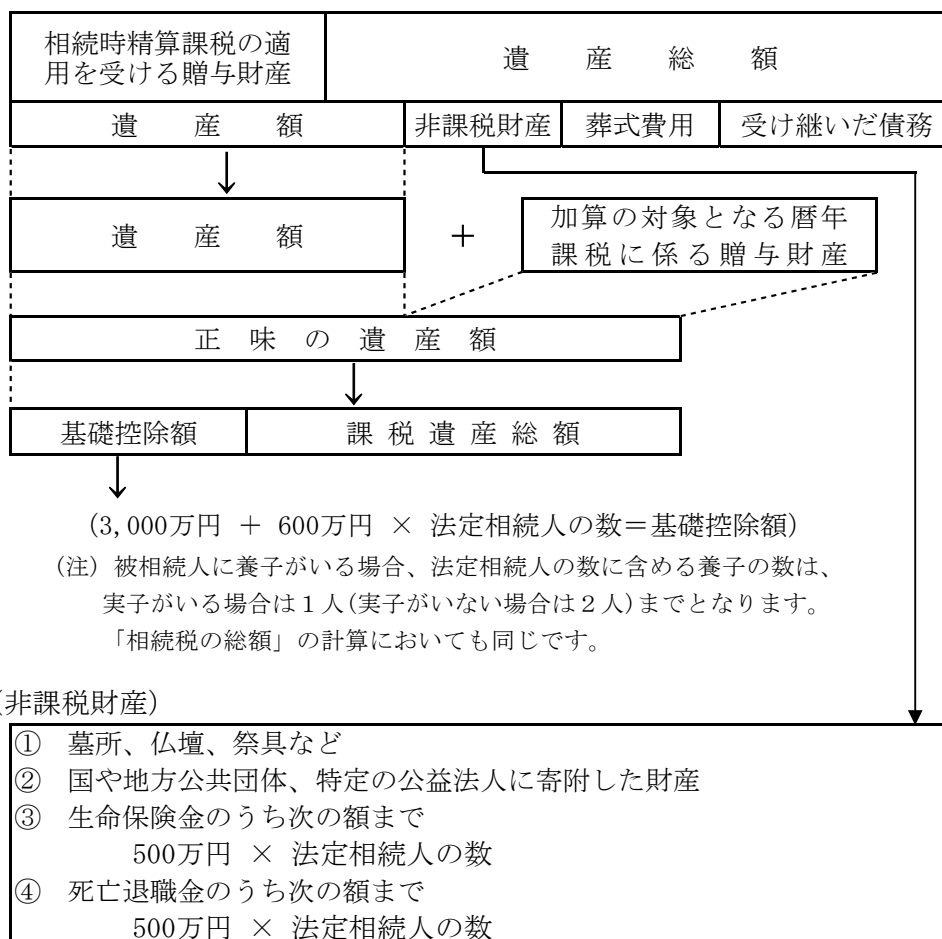 相続時精算課税の適
用を受ける贈与財産
遺産総額
遺産額
非課税財産
葬式費用
受け継いだ債務
遺産額
+
加算の対象となる暦年
課税に係る贈与財産
正味の遺産額
基礎控除額
課税遺産総額
(3,000万円 + 600万円 × 法定相続人の数=基礎控除額)
(注) 被相続人に養子がいる場合、法定相続人の数に含める養子の数は、
実子がいる場合は1人(実子がいない場合は2人)までとなります。
「相続税の総額」の計算においても同じです。
(非課税財産)
① 墓所、仏壇、祭具など
② 国や地方公共団体、特定の公益法人に寄附した財産
③ 生命保険金のうち次の額まで
500万円 × 法定相続人の数
④ 死亡退職金のうち次の額まで
500万円 × 法定相続人の数